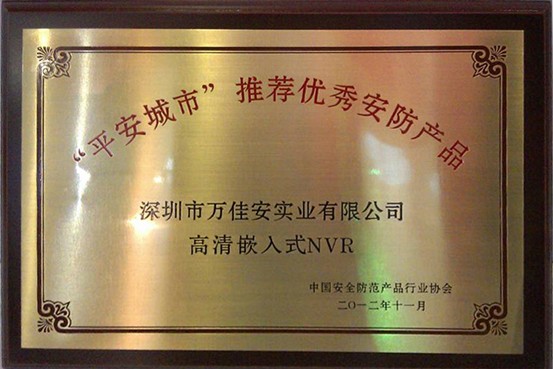 “平安城市”推荐优秀安防产品
深圳市万佳安实业有限公司
高清嵌入式NVR
中国安全防范产品行业协会
二〇一二年十一月